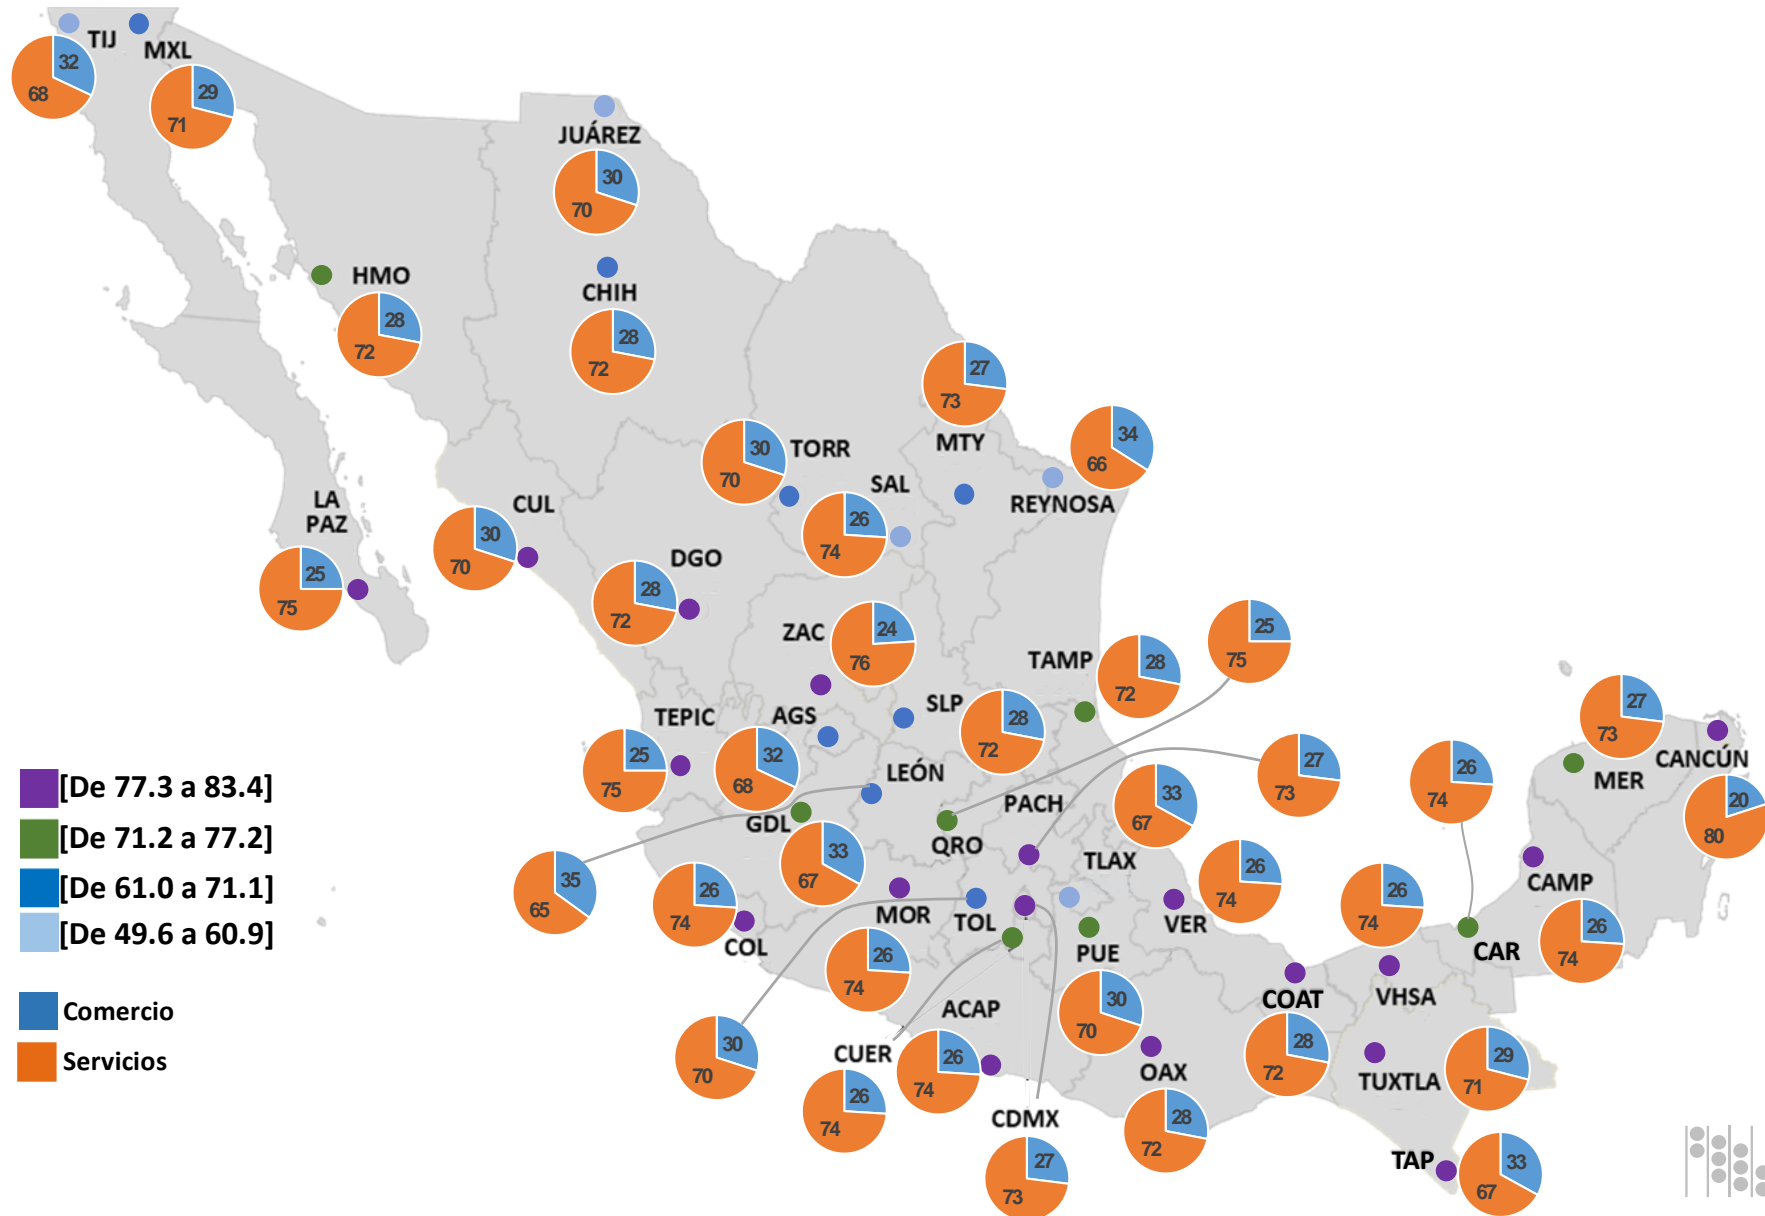 TIJ
MXL
32
68
29
71
JUÁREZ
30
70
HMO
28
72
CHIH
28
72
27
73
MTY
34
66
REYNOSA
TORR
30
70
SAL
26
74
LA
PAZ
25
75
CUL
30
70
DGO
28
72
ZAC
24
76
TAMP
28
72
25
75
TEPIC
25
75
AGS
32
68
SLP
28
72
LEÓN
35
65
GDL
33
67
QRO
PACH
33
67
27
73
26
74
27
73
MER
CANCÚN
20
80
TLAX
26
74
VER
26
74
CAMP
26
74
CAR
26
74
COL
MOR
26
74
TOL
30
70
PUE
30
70
COAT
28
72
VHSA
ACAP
26
74
CUER
26
74
OAX
28
72
TUXTLA
29
71
CDMX
27
73
TAP
33
67
[De 77.3 a 83.4]
[De 71.2 a 77.2]
[De 61.0 a 71.1]
[De 49.6 a 60.9]
Comercio
Servicios